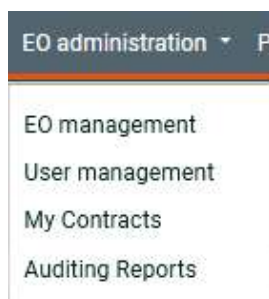 EO administration
EO management
User management
My Contracts
Auditing Reports